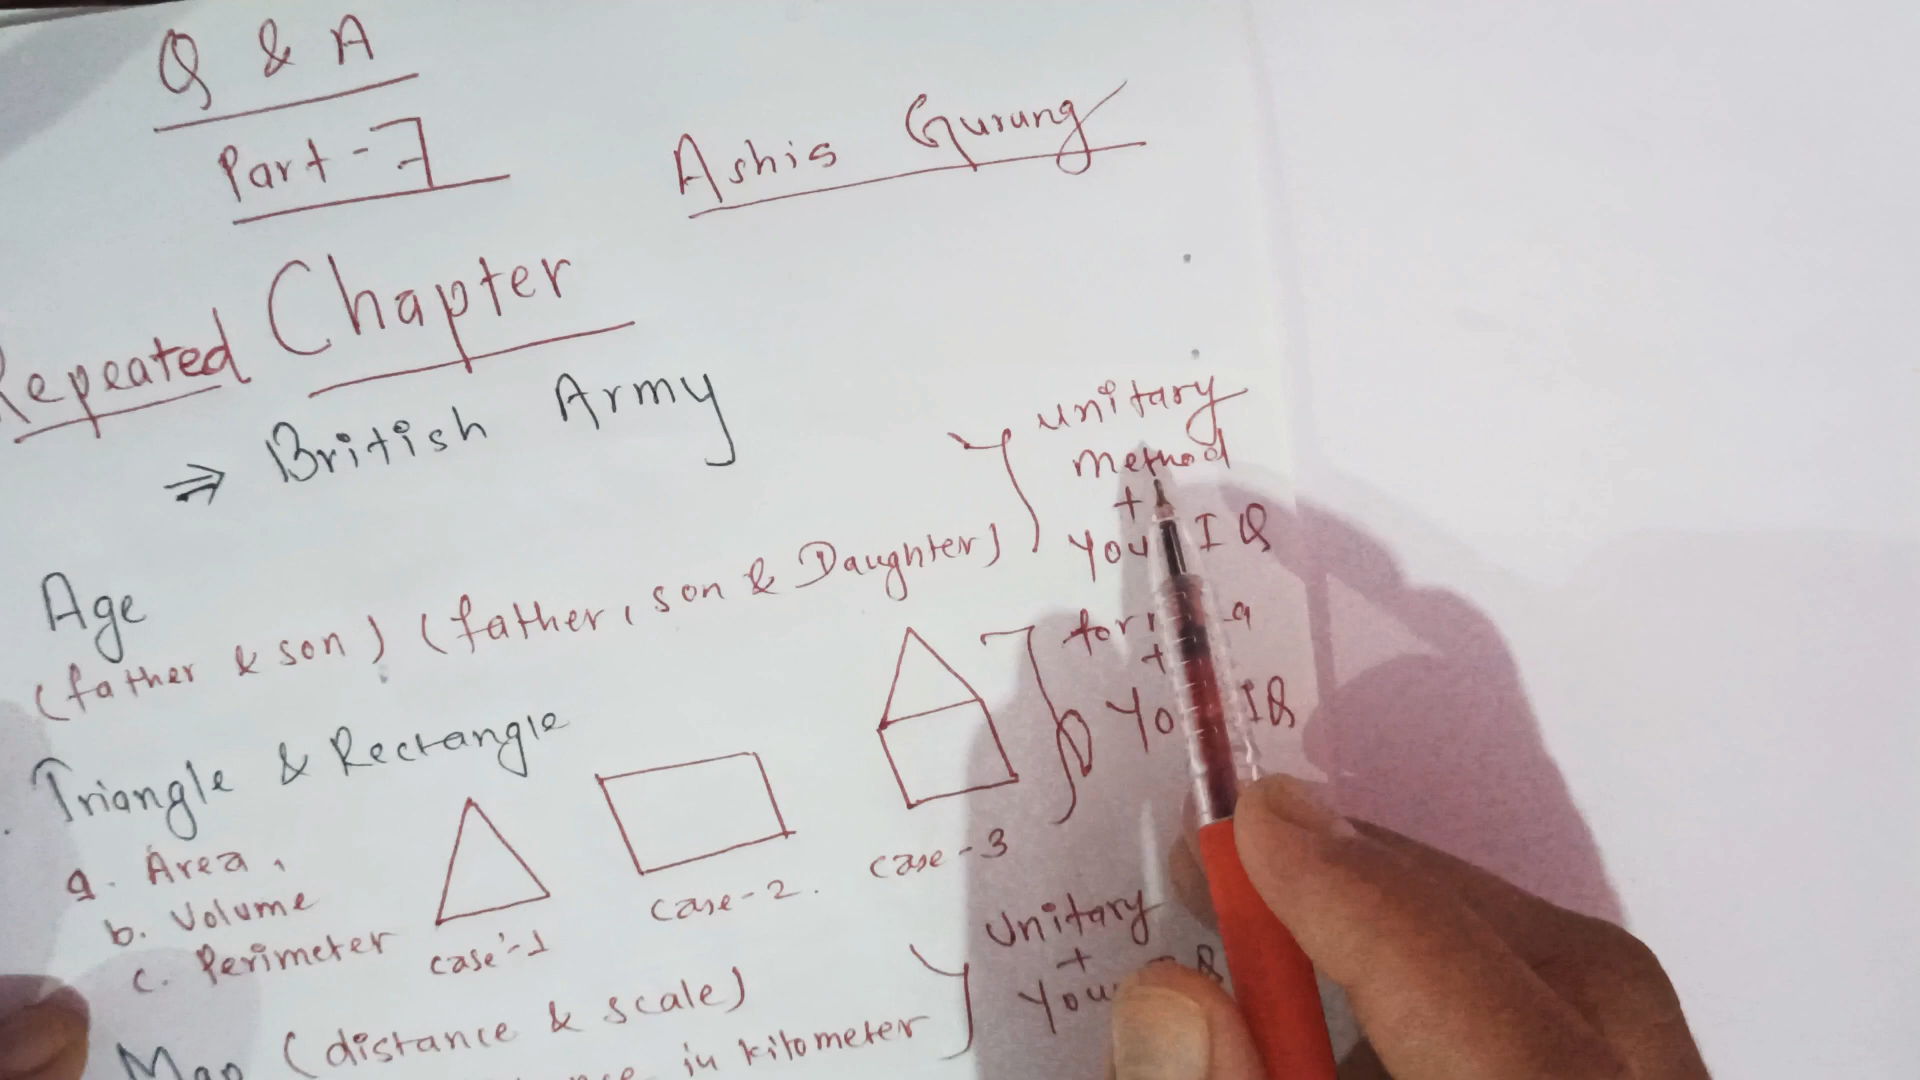 Q & A
Part-7
Ashis Gurung
Repeated Chapter
⇒ British Army
Age
(father & son) (father, son & Daughter)
unitary
method
+
IQ
+
IQ
Triangle & Rectangle
a. Area,
b. Volume
c. Perimeter
case-1
case-2.
case-3
Map (distance & scale)
in kilometer
Unitary
+